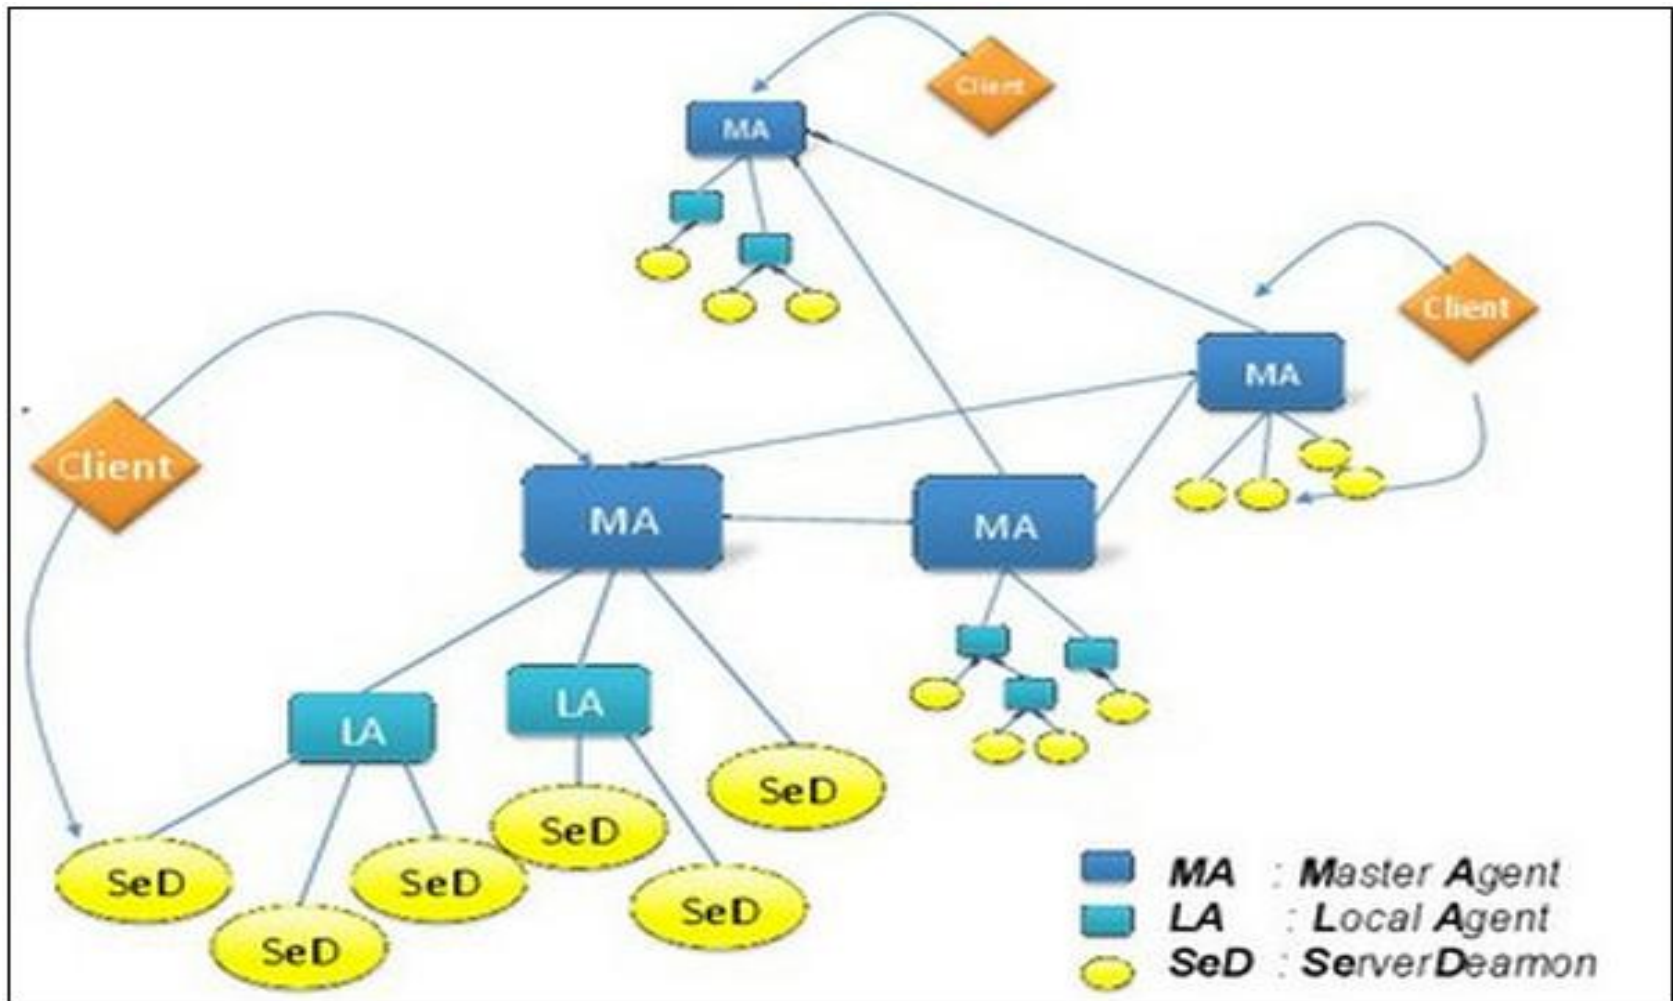 Client
MA
Client
MA
Client
MA
MA
LA
LA
SeD
SeD
SeD
SeD
SeD
SeD
MA : Master Agent
LA : Local Agent
SeD : ServerDeamon